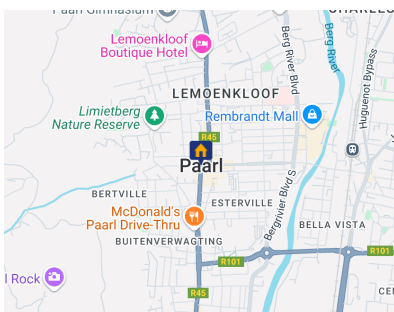 Paarl Gimnasium
CHARLES
Lemoenkloof
Boutique Hotel
Berg River Blvd
Berg River
LEMOENKLOOF
Huguenot Bypass
Limietberg
Nature Reserve
Rembrandt Mall
R45
Paarl
BERTVILLE
ESTERVILLE
Bergrivier Blvd S
McDonald's
Paarl Drive-Thru
BELLA VISTA
BUITENVERWAGTING
R101
R101
l Rock
R45
CEN